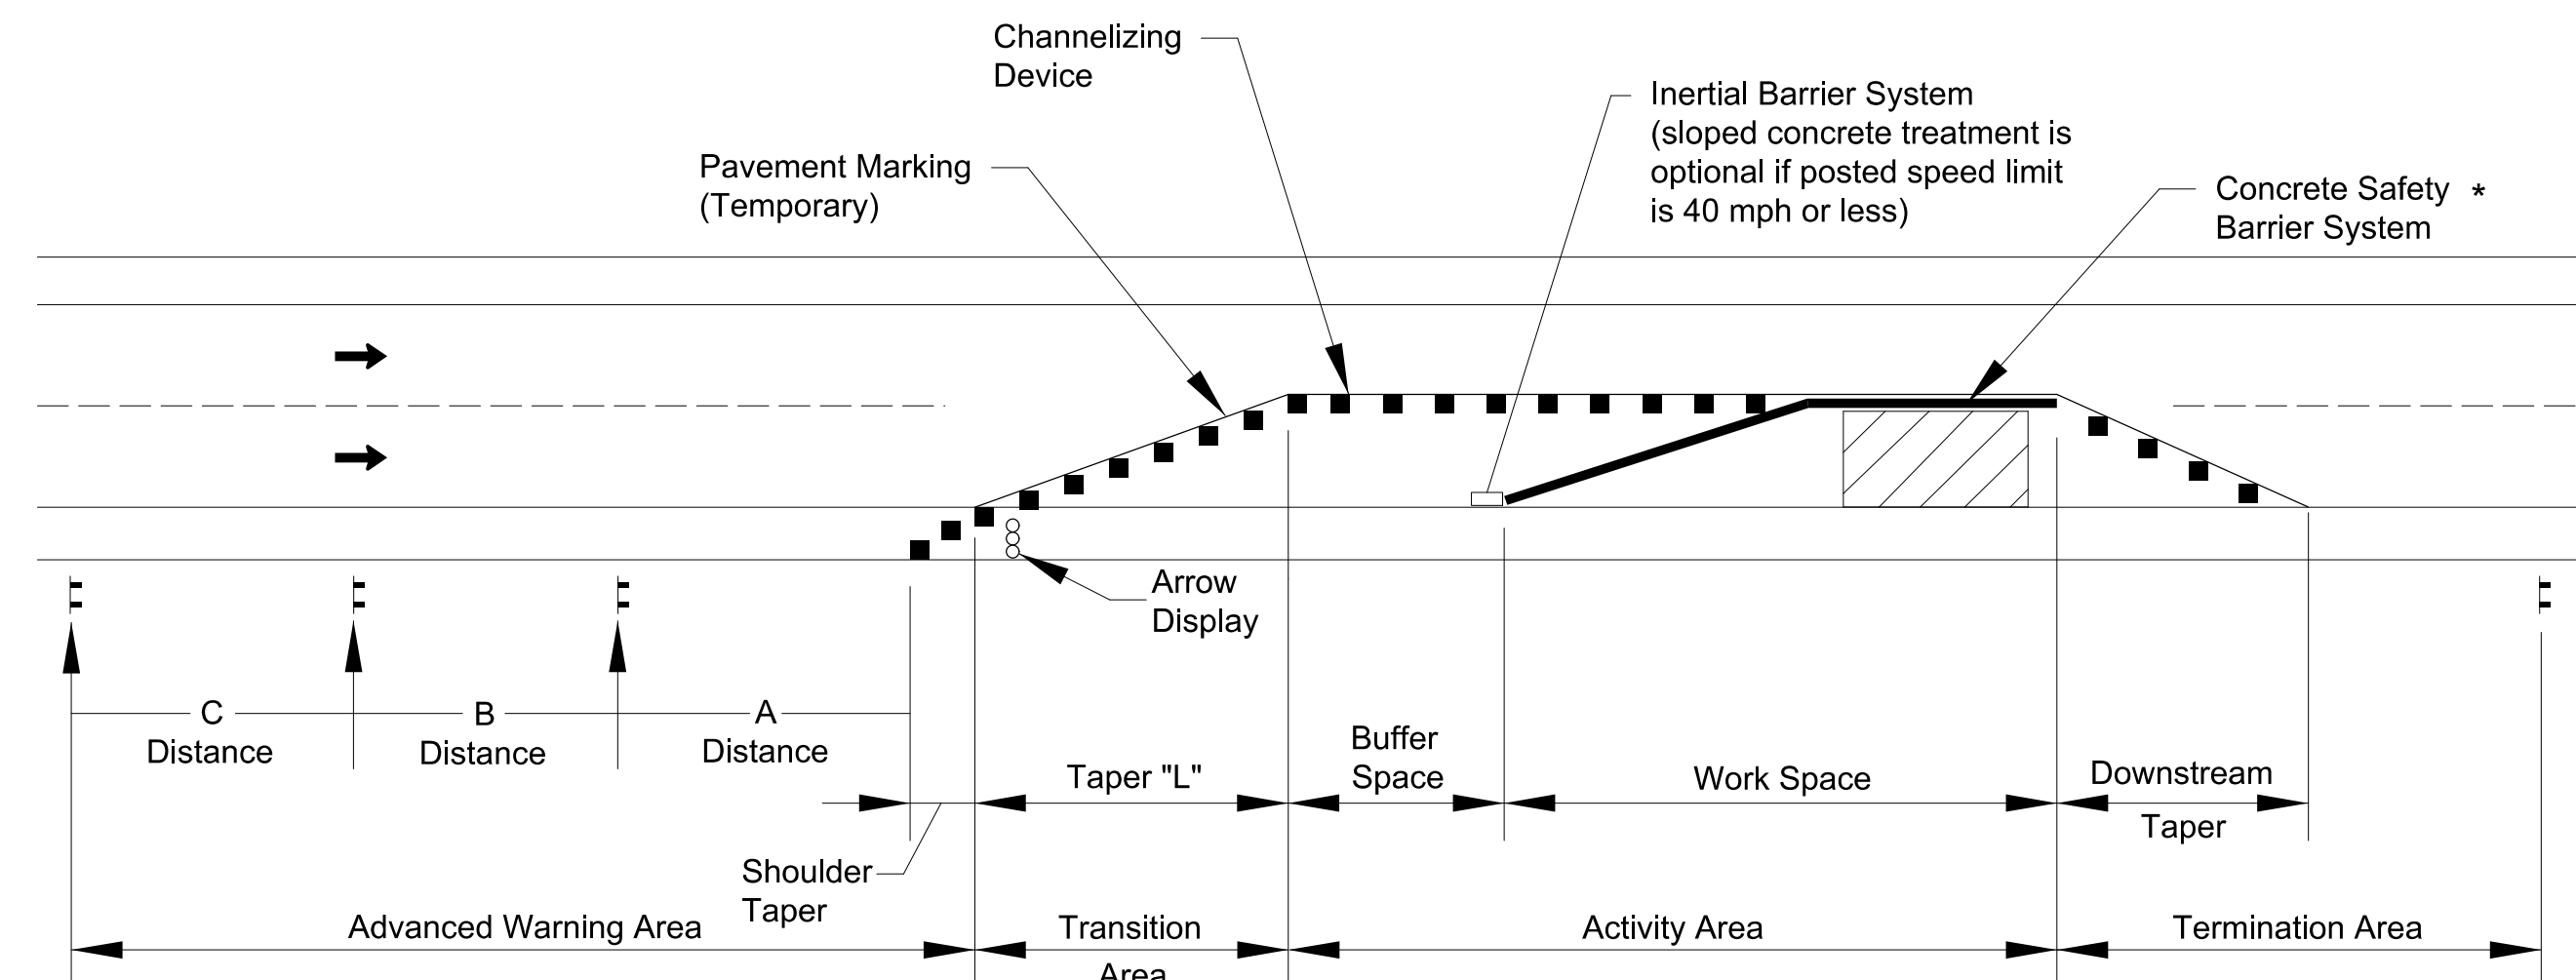 Channelizing
Device
Inertial Barrier System
(sloped concrete treatment is
optional if posted speed limit
is 40 mph or less)
Pavement Marking
(Temporary)
Concrete Safety *
Barrier System
Arrow
Display
C
Distance
B
Distance
A
Distance
Shoulder
Taper
Taper "L"
Buffer
Space
Work Space
Downstream
Taper
Advanced Warning Area
Transition
Area
Activity Area
Termination Area